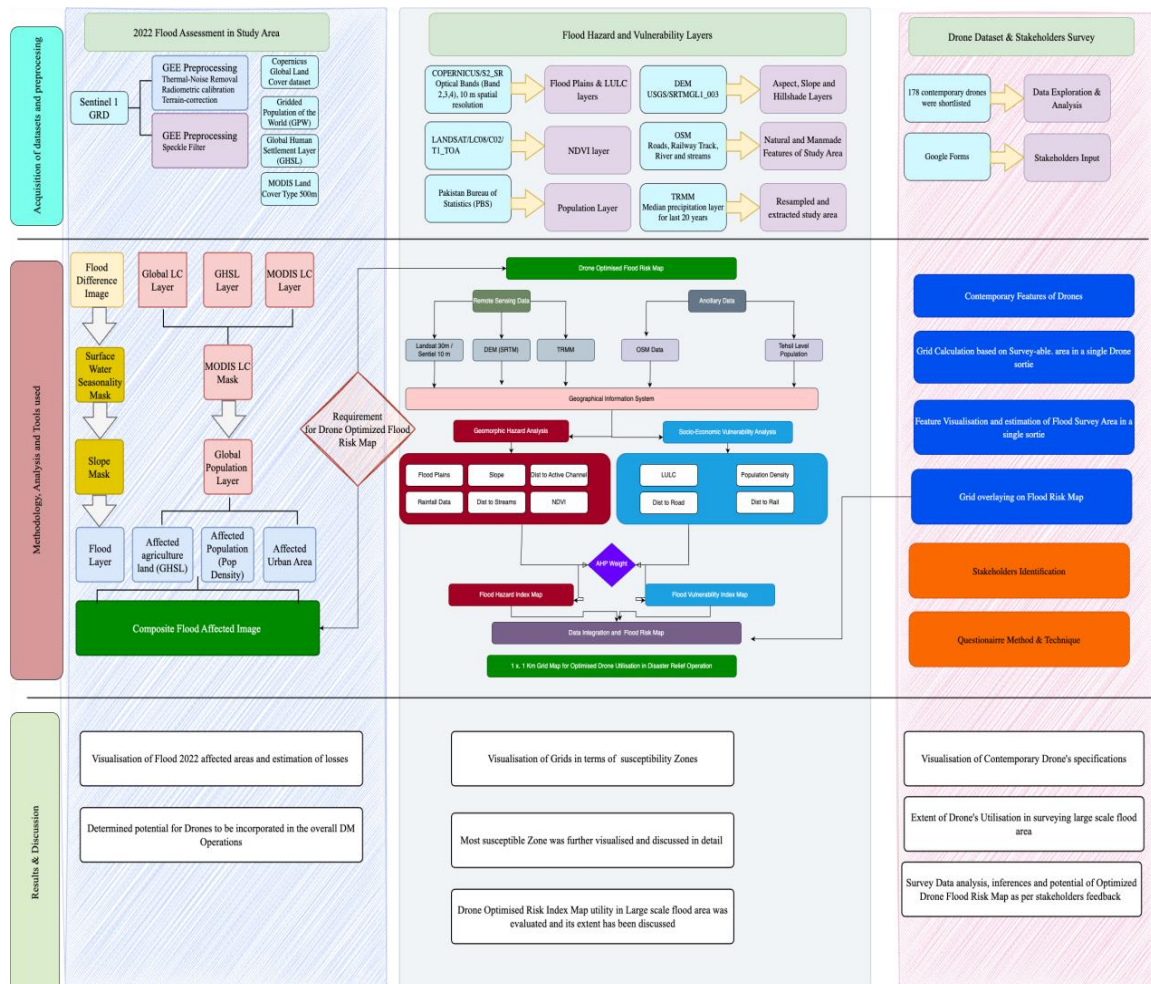 Acquisition of datasets and preprocesing
2022 Flood Assessment in Study Area
Sentinel 1
GRD
GEE Preprocessing
Thermal-Noise Removal
Radiometric calibration
Terrain-correction
GEE Preprocessing
Speckle Filter
Copernicus
Global Land
Cover dataset
Gridded
Population of the
World (GPW)
Global Human
Settlement Layer
(GHSL)
MODIS Land
Cover Type 500m
Flood Hazard and Vulnerability Layers
COPERNICUS/S2_SR
Optical Bands (Band
2,3,4), 10 m spatial
resolution
Flood Plains & LULC
layers
DEM
USGS/SRTMGL1_003
Aspect, Slope and
Hillshade Layers
LANDSAT/LC08/C02/
T1_TOA
NDVI layer
OSM
Roads, Railway Track,
River and streams
Natural and Manmade
Features of Study Area
Pakistan Bureau of
Statistics (PBS)
Population Layer
TRMM
Median precipitation layer
for last 20 years
Resampled and
extracted study area
Drone Dataset & Stakeholders Survey
178 contemporary drones
were shortlisted
Data Exploration &
Analysis
Google Forms
Stakeholders Input
Methodology, Analysis and Tools used
Flood
Difference
Image
Global LC
Layer
GHSL
Layer
MODIS LC
Layer
Surface
Water
Seasonality
Mask
MODIS LC
Mask
Slope
Mask
Global
Population
Layer
Flood
Layer
Affected
agriculture
land (GHSL)
Affected
Population
(Pop
Density)
Affected
Urban Area
Composite Flood Affected Image
Requirement
for Drone Optimized Flood
Risk Map
Drone Optimised Flood Risk Map
Remote Sensing Data
Ancillary Data
Landsat 30m /
Sentiel 10 m
DEM (SRTM)
TRMM
OSM Data
Tehsil Level
Population
Geographical Information System
Geomorphic Hazard Analysis
Socio-Economic Vulnerability Analysis
Flood Plains
Slope
Dist to Active Channel
Rainfall Data
Dist to Streams
NDVI
LULC
Population Density
Dist to Road
Dist to Rail
AHP Weight
Flood Hazard Index Map
Flood Vulnerability Index Map
Data Integration and Flood Risk Map
1 x. 1 Km Grid Map for Optimised Drone Utilisation in Disaster Relief Operation
Contemporary Features of Drones
Grid Calculation based on Survey-able. area in a single Drone
sortie
Feature Visualisation and estimation of Flood Survey Area in a
single sortie
Grid overlaying on Flood Risk Map
Stakeholders Identification
Questionairre Method & Technique
Results & Discussion
Visualisation of Flood 2022 affected areas and estimation of losses
Determined potential for Drones to be incorporated in the overall DM
Operations
Visualisation of Grids in terms of susceptibility Zones
Most susceptible Zone was further visualised and discussed in detail
Drone Optimised Risk Index Map utility in Large scale flood area was
evaluated and its extent has been discussed
Visualisation of Contemporary Drone's specifications
Extent of Drone's Utilisation in surveying large scale flood
area
Survey Data analysis, inferences and potential of Optimized
Drone Flood Risk Map as per stakeholders feedback